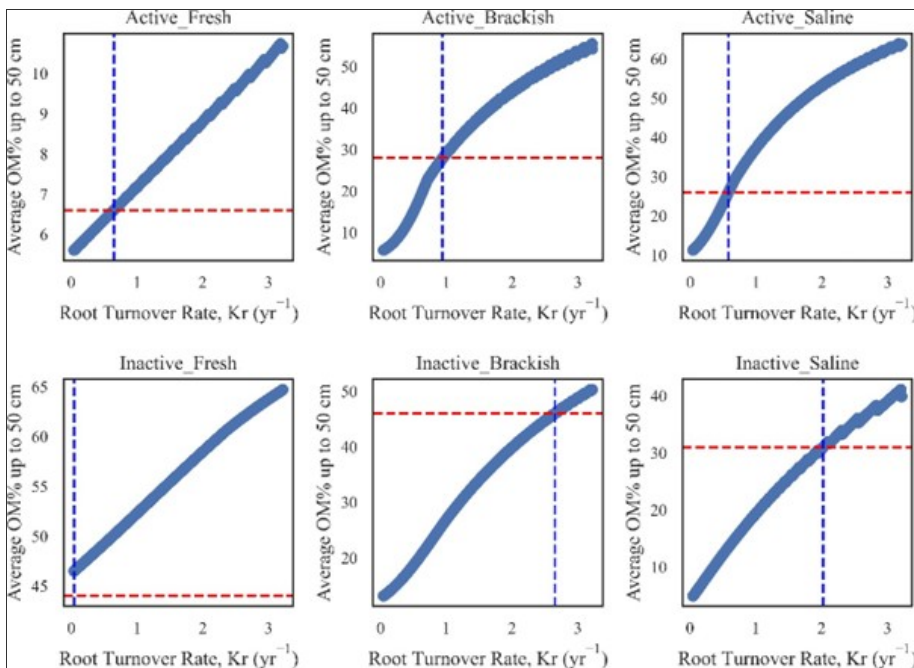 Active_Fresh
Average OM% up to 50 cm
10
9
8
7
6
0 1 2 3
Root Turnover Rate, Kr (yr⁻¹)
Active_Brackish
Average OM% up to 50 cm
50
40
30
20
10
0 1 2 3
Root Turnover Rate, Kr (yr⁻¹)
Active_Saline
Average OM% up to 50 cm
60
50
40
30
20
10
0 1 2 3
Root Turnover Rate, Kr (yr⁻¹)
Inactive_Fresh
Average OM% up to 50 cm
65
60
55
50
45
0 1 2 3
Root Turnover Rate, Kr (yr⁻¹)
Inactive_Brackish
Average OM% up to 50 cm
50
40
30
20
0 1 2 3
Root Turnover Rate, Kr (yr⁻¹)
Inactive_Saline
Average OM% up to 50 cm
40
30
20
10
0 1 2 3
Root Turnover Rate, Kr (yr⁻¹)